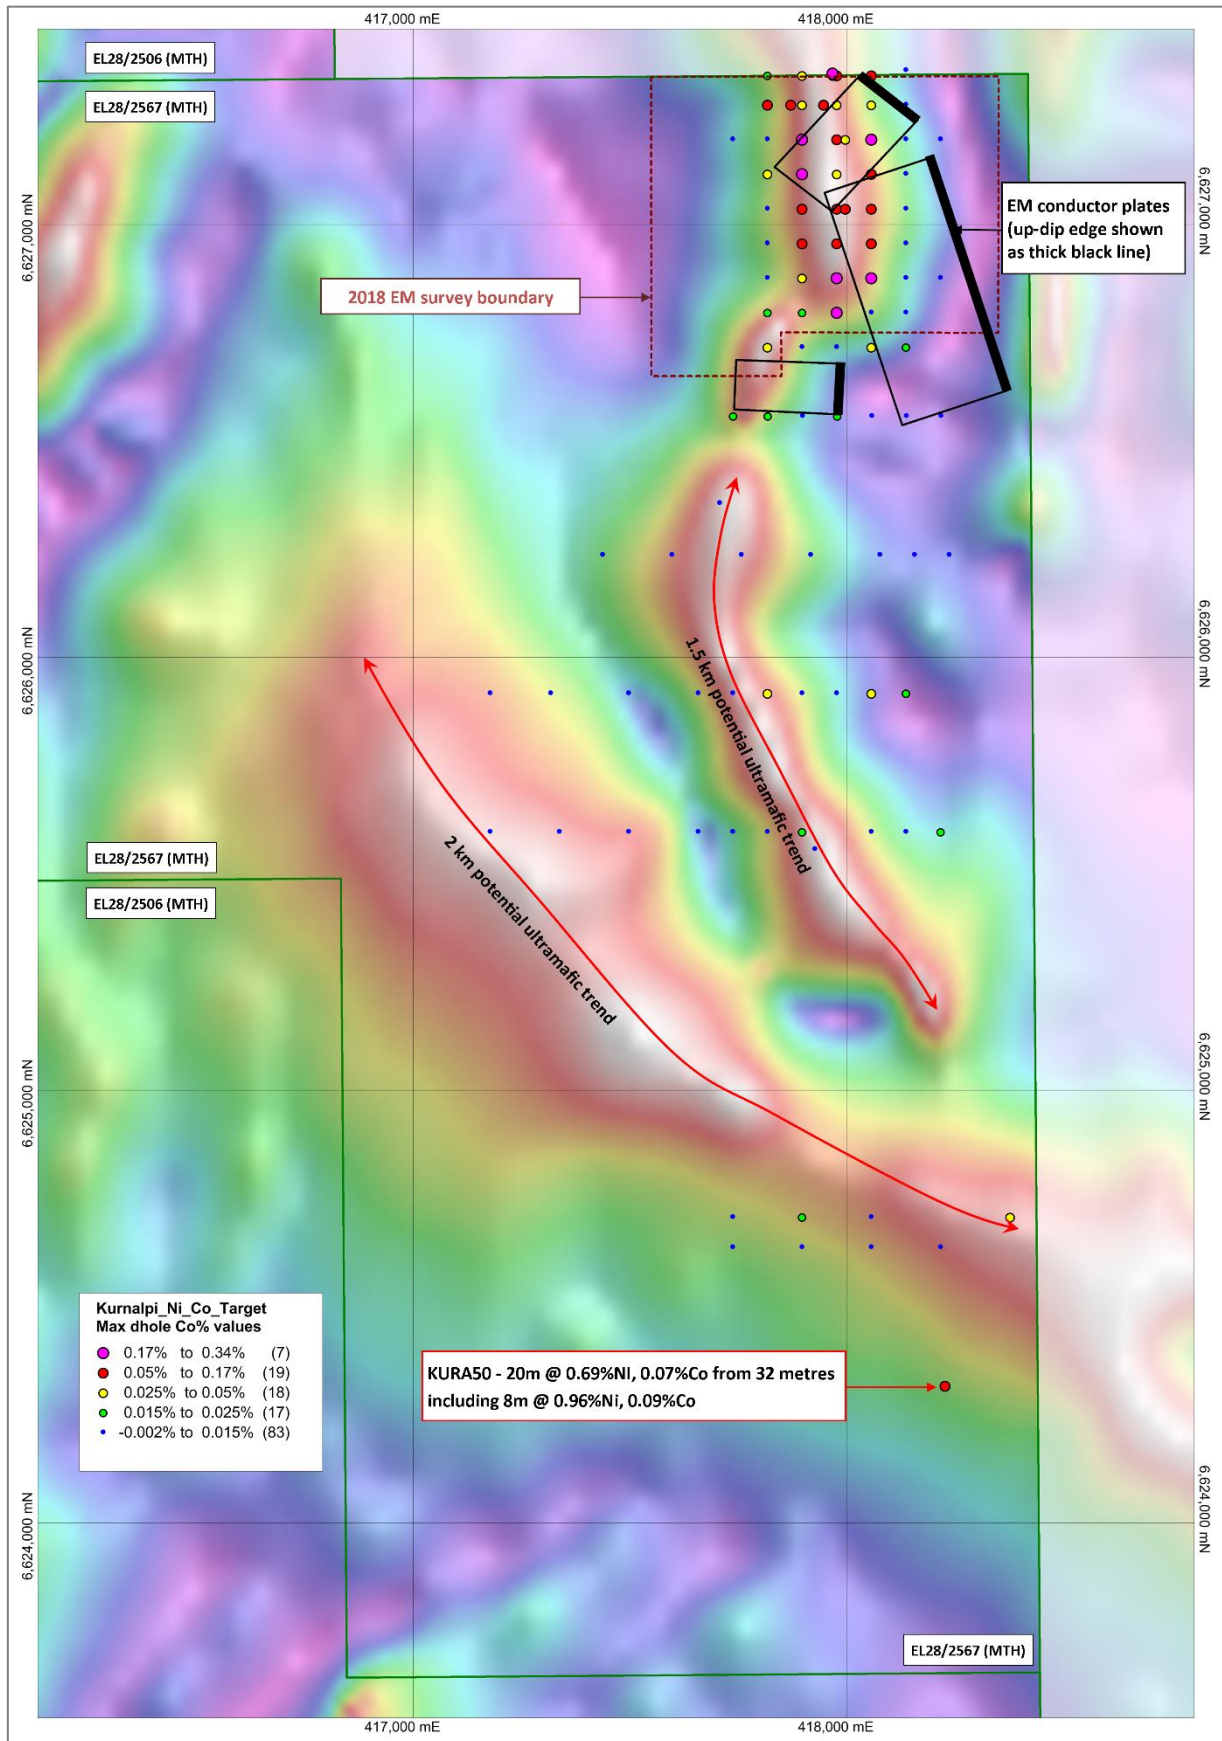 417,000 mE
418,000 mE
EL28/2506 (MTH)
EL28/2567 (MTH)
6,627,000 mN
6,627,000 mN
EM conductor plates
(up-dip edge shown
as thick black line)
2018 EM survey boundary
6,626,000 mN
6,626,000 mN
1.5 km potential ultramafic trend
2 km potential ultramafic trend
EL28/2567 (MTH)
EL28/2506 (MTH)
6,625,000 mN
6,625,000 mN
Kurnalpi_Ni_Co_Target
Max dhole Co% values
0.17% to 0.34% (7)
0.05% to 0.17% (19)
0.025% to 0.05% (18)
0.015% to 0.025% (17)
-0.002% to 0.015% (83)
KURA50 - 20m @ 0.69%NI, 0.07%Co from 32 metres
including 8m @ 0.96%Ni, 0.09%Co
6,624,000 mN
6,624,000 mN
EL28/2567 (MTH)
417,000 mE
418,000 mE